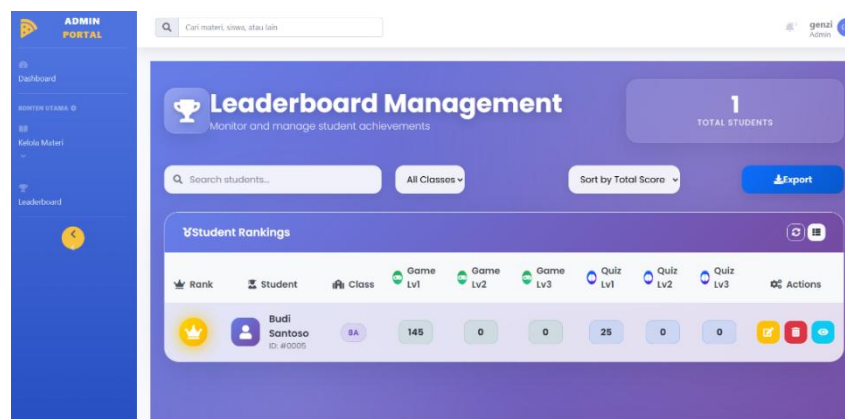 ADMIN
PORTAL
Cari materi, siswa, atau lain
genzi
Admin
Dashboard
KONTEN UTAMA
Kelola Materi
Leaderboard
Leaderboard Management
Monitor and manage student achievements
1
TOTAL STUDENTS
Search students...
All Classes
Sort by Total Score
Export
Student Rankings
Rank
Student
Class
Game Lv1
Game Lv2
Game Lv3
Quiz Lv1
Quiz Lv2
Quiz Lv3
Actions
Budi Santoso
ID: #0005
8A
145
0
0
25
0
0